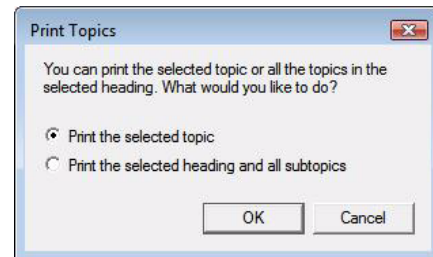 Print Topics
You can print the selected topic or all the topics in the
selected heading. What would you like to do?
Print the selected topic
Print the selected heading and all subtopics
OK Cancel